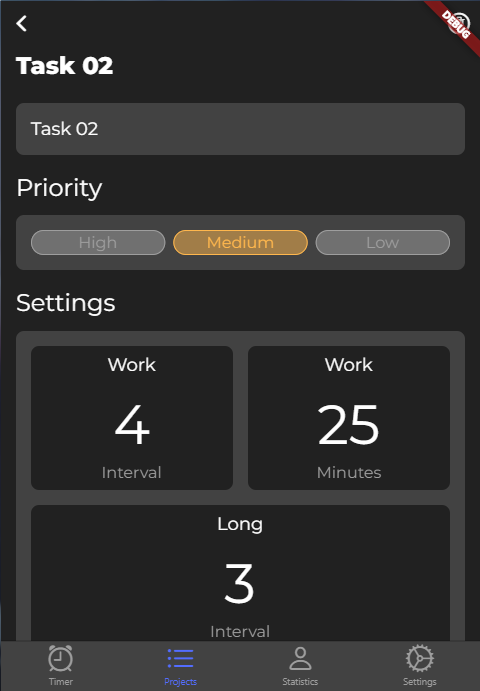 DEBUG
Task 02
Task 02
Priority
High Medium Low
Settings
Work Work
4 25
Interval Minutes
Long
3
Interval
Timer Projects Statistics Settings